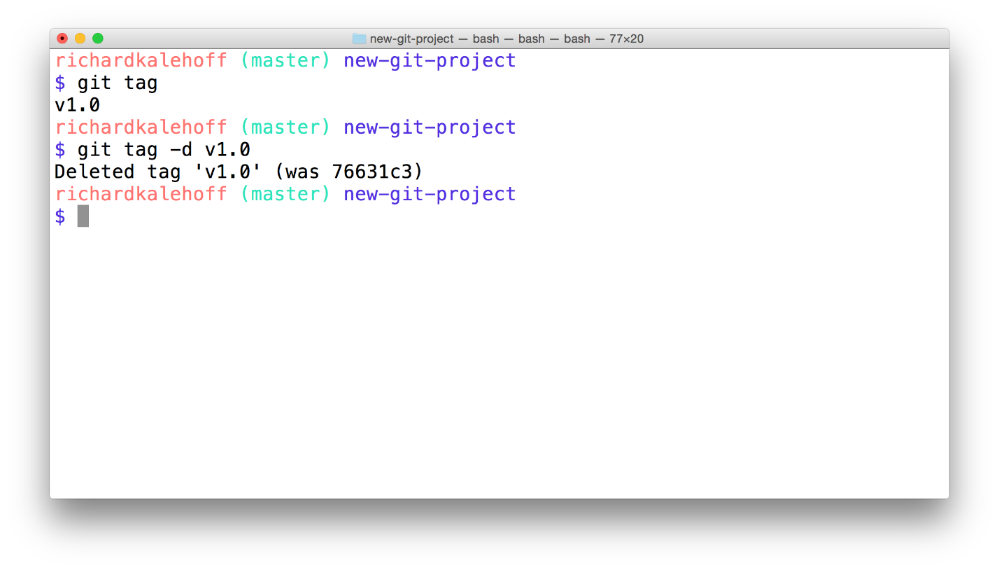 new-git-project — bash — bash — bash — 77×20
richardkalehoff (master) new-git-project
$ git tag
v1.0
richardkalehoff (master) new-git-project
$ git tag -d v1.0
Deleted tag 'v1.0' (was 76631c3)
richardkalehoff (master) new-git-project
$